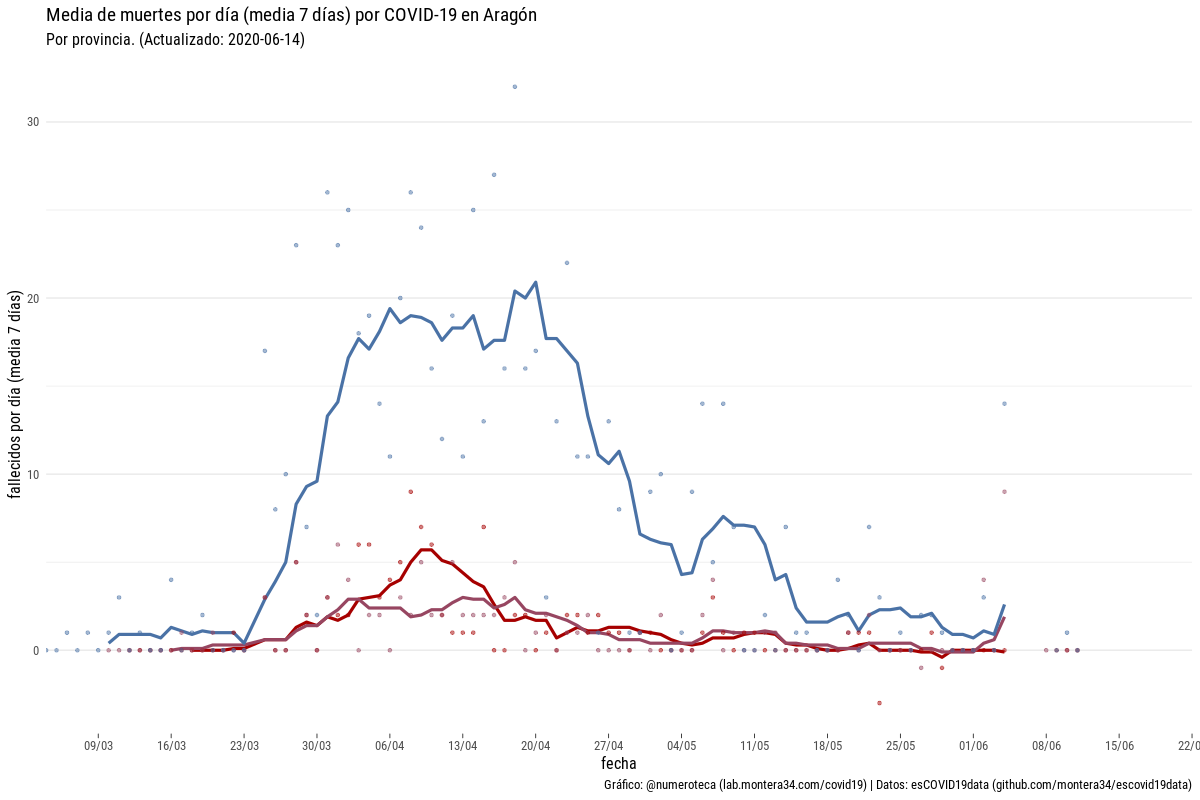 Media de muertes por día (media 7 días) por COVID-19 en Aragón
Por provincia. (Actualizado: 2020-06-14)
fallecidos por día (media 7 días)
30
20
10
0
09/03 16/03 23/03 30/03 06/04 13/04 20/04 27/04 04/05 11/05 18/05 25/05 01/06 08/06 15/06 22/0
fecha
Gráfico: @numeroteca (lab.montera34.com/covid19) | Datos: esCOVID19data (github.com/montera34/escovid19data)